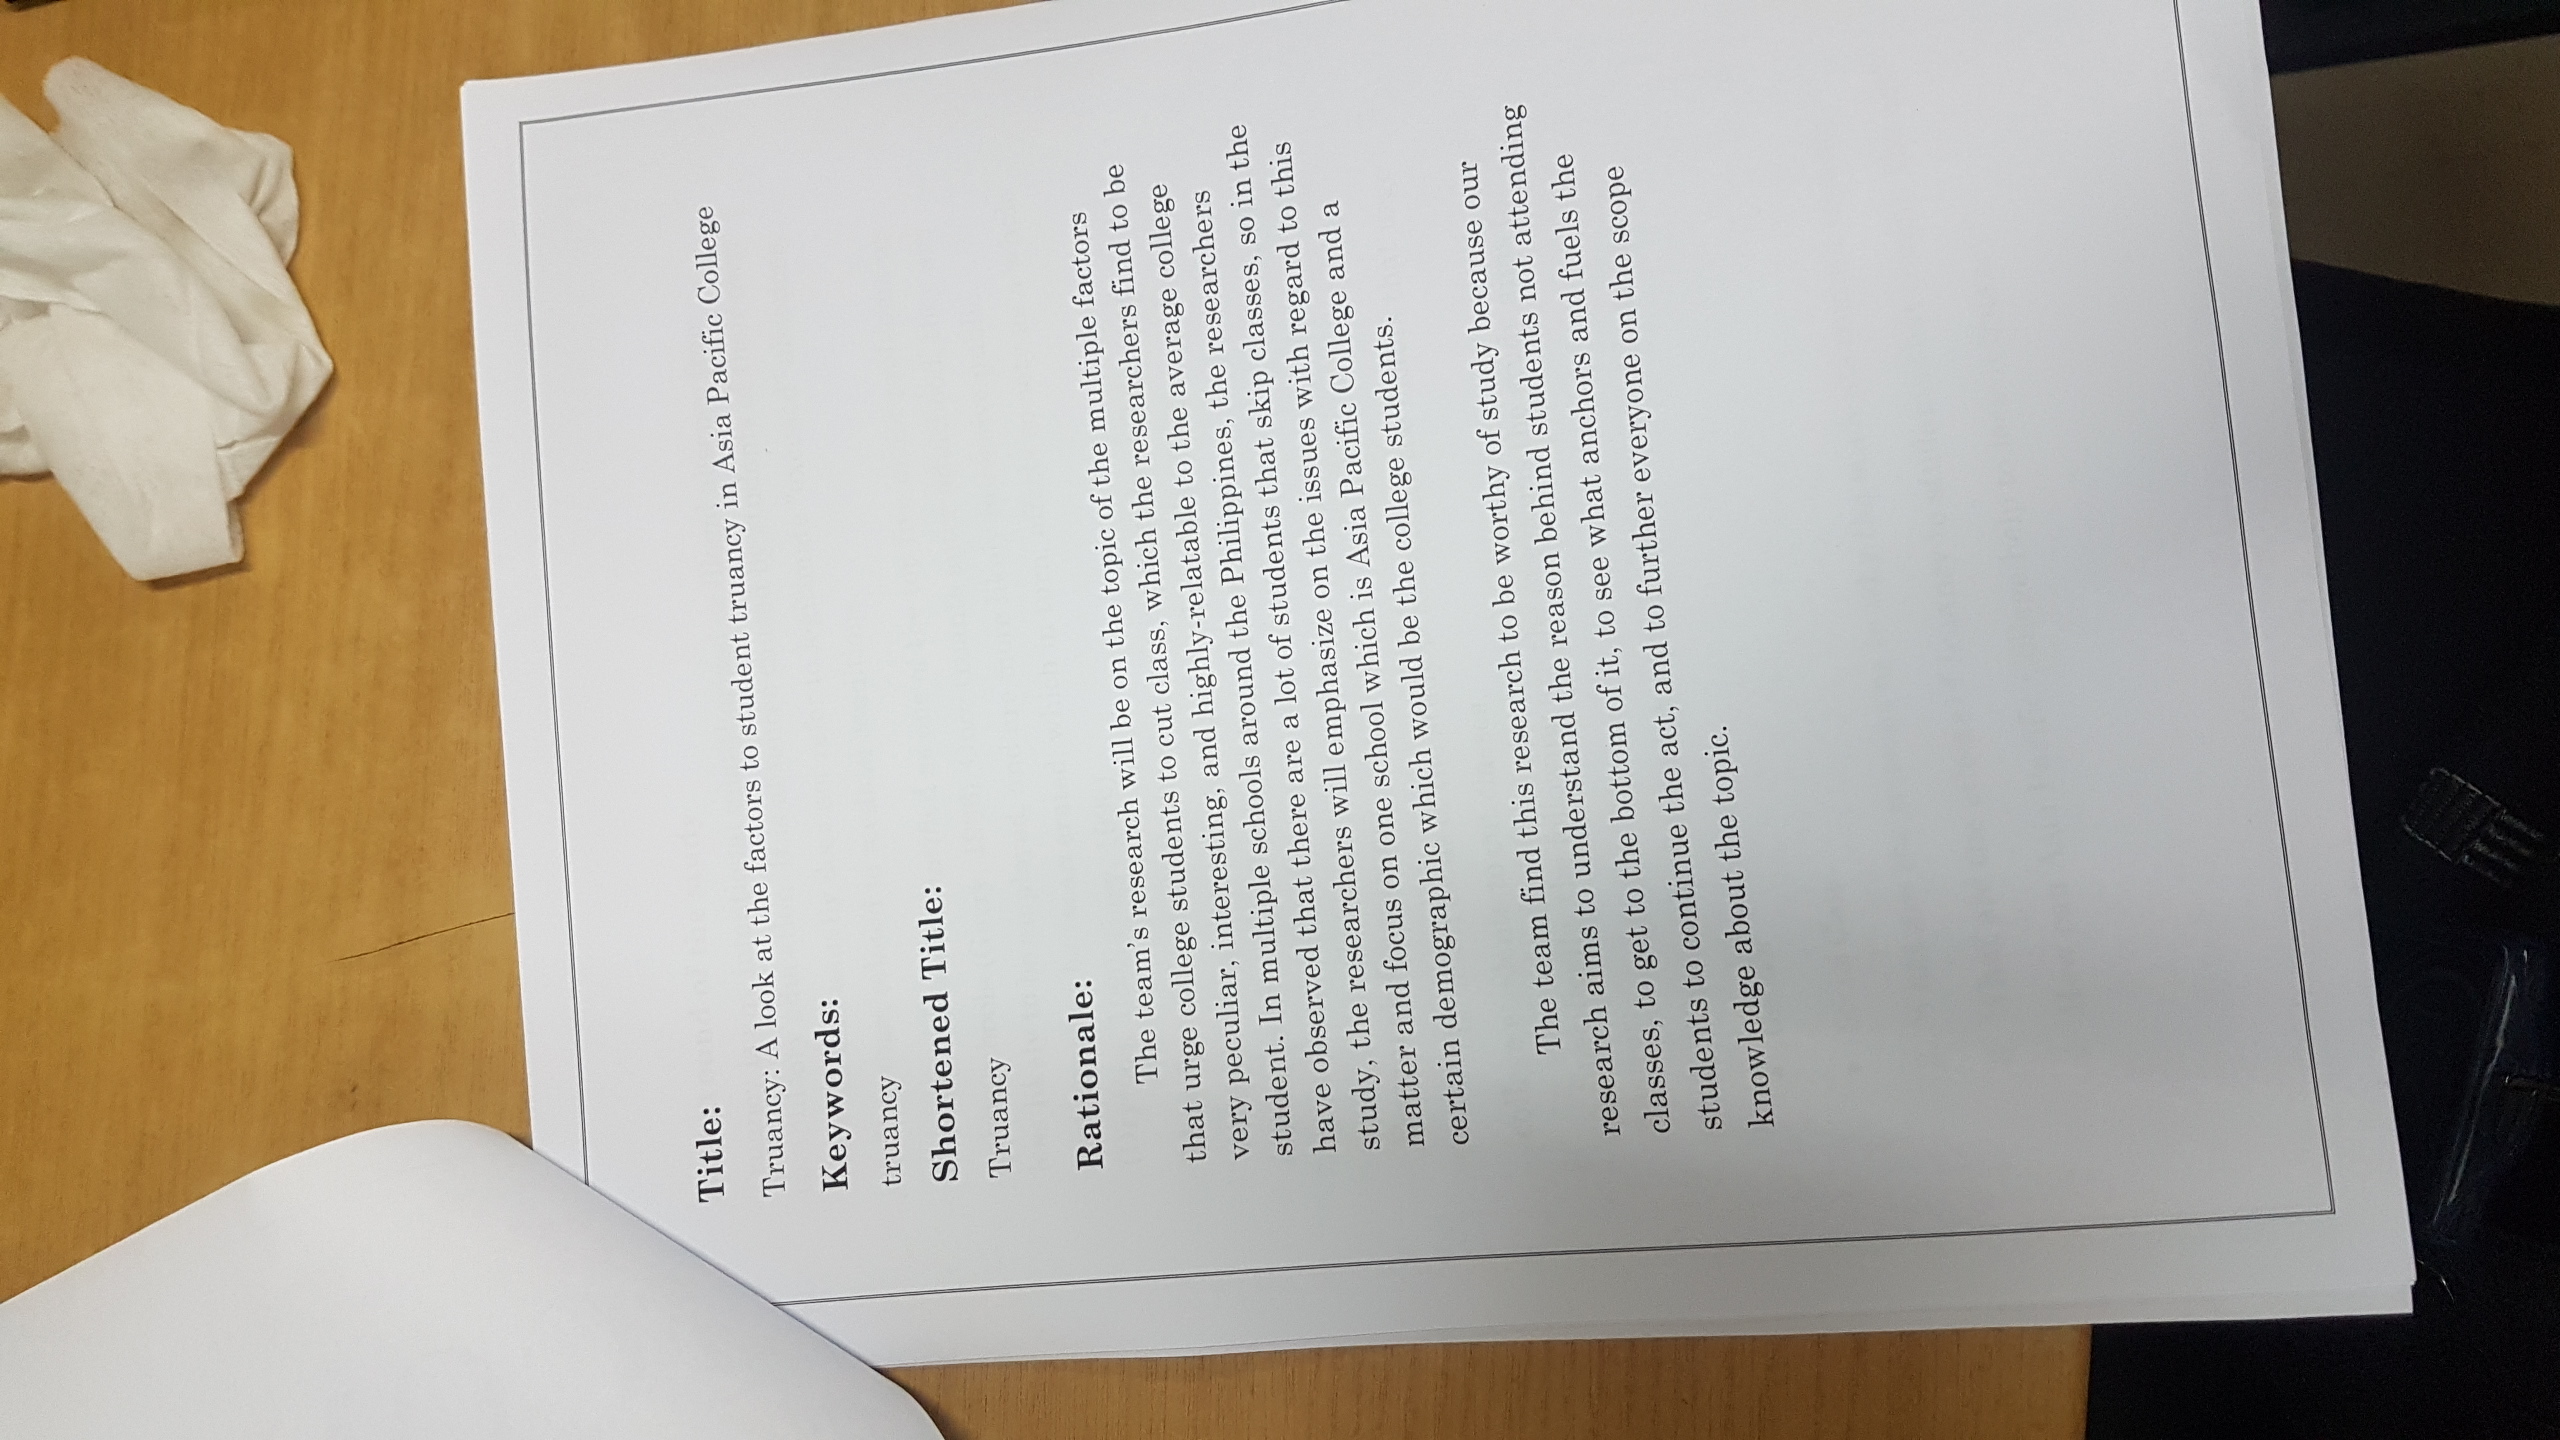 Title:
Truancy: A look at the factors to student truancy in Asia Pacific College
Keywords:
truancy
Shortened Title:
Truancy
Rationale:
The team's research will be on the topic of the multiple factors
that urge college students to cut class, which the researchers find to be
very peculiar, interesting, and highly-relatable to the average college
student. In multiple schools around the Philippines, the researchers
have observed that there are a lot of students that skip classes, so in the
study, the researchers will emphasize on the issues with regard to this
matter and focus on one school which is Asia Pacific College and a
certain demographic which would be the college students.
The team find this research to be worthy of study because our
research aims to understand the reason behind students not attending
classes, to get to the bottom of it, to see what anchors and fuels the
students to continue the act, and to further everyone on the scope
knowledge about the topic.